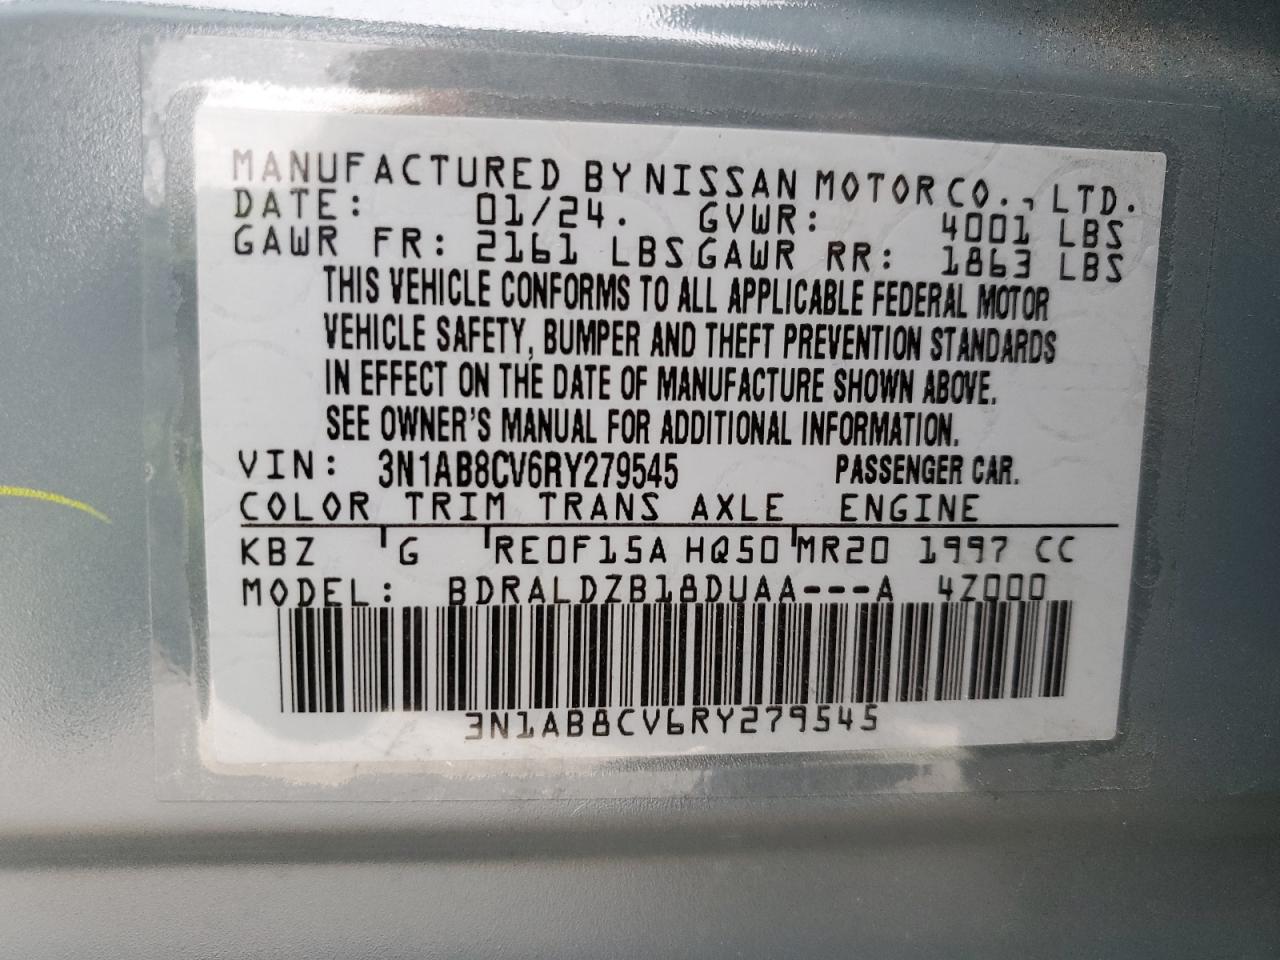 MANUFACTURED BY NISSAN MOTOR CO., LTD.
DATE: 01/24. GVWR: 4001 LBS
GAWR FR: 2161 LBS GAWR RR: 1863 LBS
THIS VEHICLE CONFORMS TO ALL APPLICABLE FEDERAL MOTOR
VEHICLE SAFETY, BUMPER AND THEFT PREVENTION STANDARDS
IN EFFECT ON THE DATE OF MANUFACTURE SHOWN ABOVE.
SEE OWNER'S MANUAL FOR ADDITIONAL INFORMATION.
VIN: 3N1AB8CV6RY279545 PASSENGER CAR.
COLOR TRIM TRANS AXLE ENGINE
KBZ G RE0F15A HQ50 MR20 1997 CC
MODEL: BDRALDZB18DUAA---A 4Z000
3N1AB8CV6RY279545